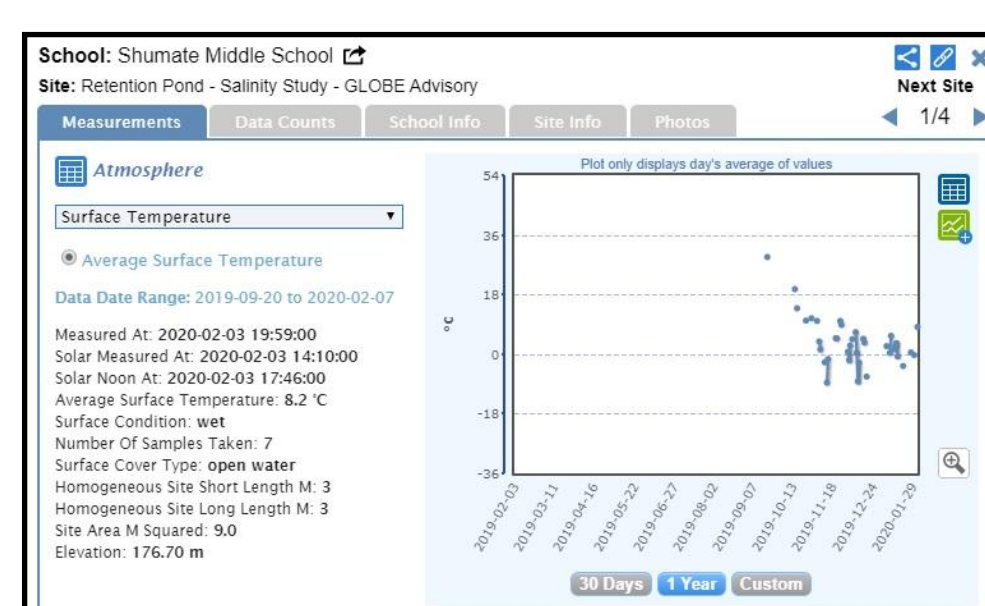 School: Shumate Middle School
Site: Retention Pond - Salinity Study - GLOBE Advisory
Next Site
1/4
Measurements
Data Counts
School Info
Site Info
Photos
Atmosphere
Surface Temperature
Average Surface Temperature
Data Date Range: 2019-09-20 to 2020-02-07
Measured At: 2020-02-03 19:59:00
Solar Measured At: 2020-02-03 14:10:00
Solar Noon At: 2020-02-03 17:46:00
Average Surface Temperature: 8.2 °C
Surface Condition: wet
Number Of Samples Taken: 7
Surface Cover Type: open water
Homogeneous Site Short Length M: 3
Homogeneous Site Long Length M: 3
Site Area M Squared: 9.0
Elevation: 176.70 m
Plot only displays day's average of values
°C
54
36
18
0
-18
-36
2019-02-03
2019-03-11
2019-04-16
2019-05-22
2019-06-27
2019-08-02
2019-09-07
2019-10-13
2019-11-18
2019-12-24
2020-01-29
30 Days
1 Year
Custom